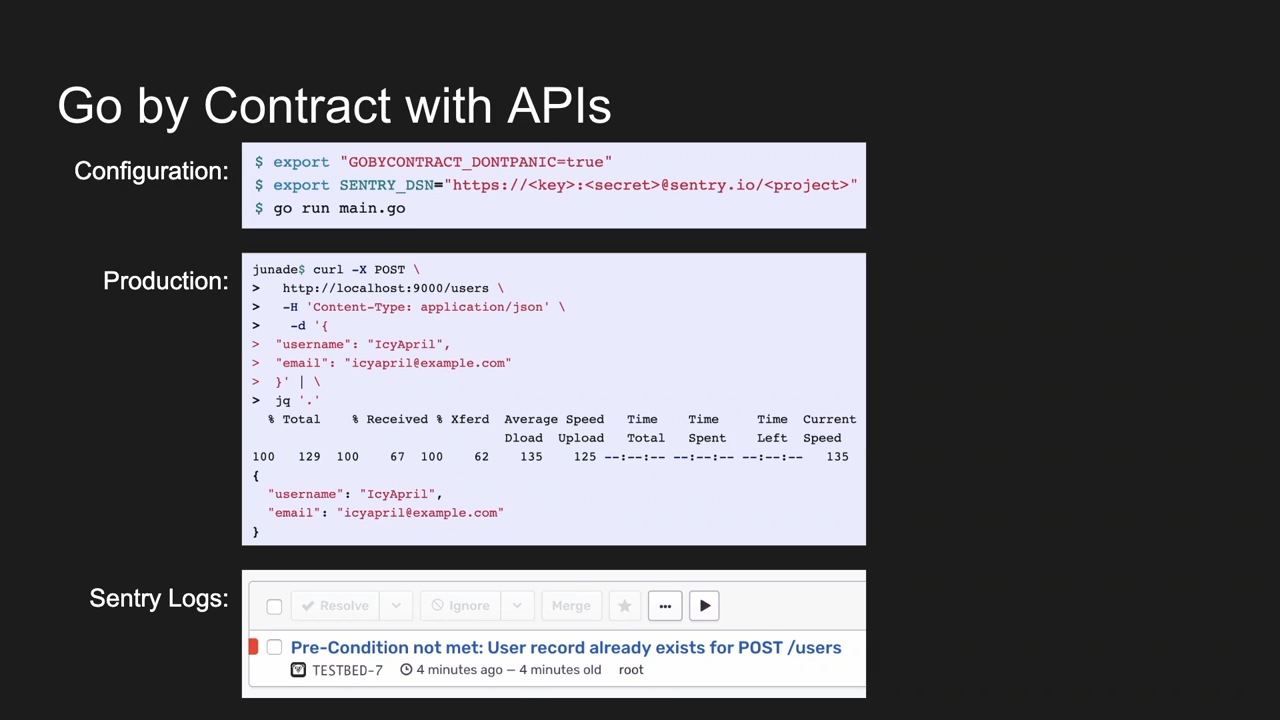 Go by Contract with APIs
Configuration:
$ export "GOBYCONTRACT_DONTPANIC=true"
$ export SENTRY_DSN="https://<key>:<secret>@sentry.io/<project>"
$ go run main.go
Production:
junade$ curl -X POST \
>   http://localhost:9000/users \
>   -H 'Content-Type: application/json' \
>    -d '{
>  "username": "IcyApril",
>  "email": "icyapril@example.com"
>  }' | \
>  jq '.'
  % Total    % Received % Xferd  Average Speed   Time    Time     Time  Current
                                 Dload  Upload   Total   Spent    Left  Speed
100   129  100    67  100    62    135    125 --:--:-- --:--:-- --:--:--   135
{
  "username": "IcyApril",
  "email": "icyapril@example.com"
}
Sentry Logs:
Resolve Ignore Merge
Pre-Condition not met: User record already exists for POST /users
TESTBED-7 4 minutes ago — 4 minutes old root